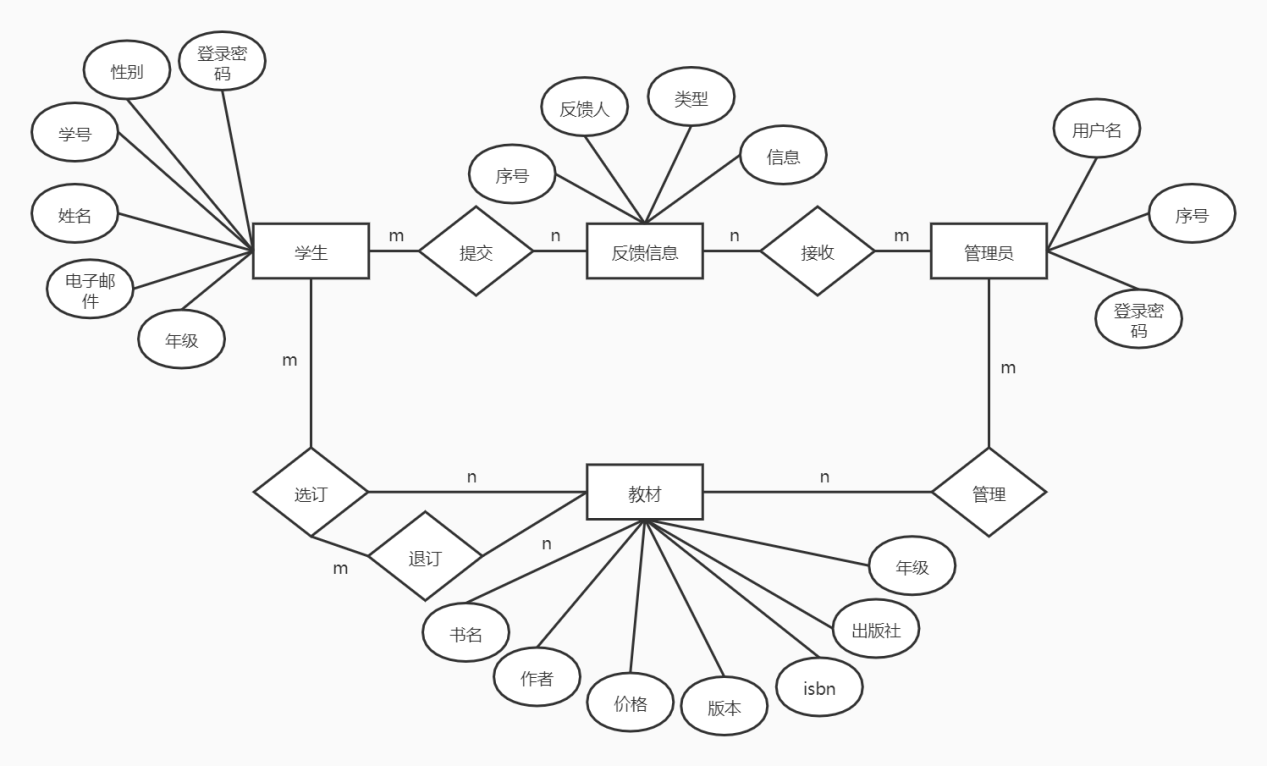 登录密
码
性别
学号
姓名
电子邮
件
年级
学生
m
提交
n
反馈人
类型
序号
信息
反馈信息
n
接收
m
管理员
用户名
序号
登录密
码
m
m
选订
n
教材
n
管理
退订
n
m
书名
作者
价格
版本
isbn
出版社
年级